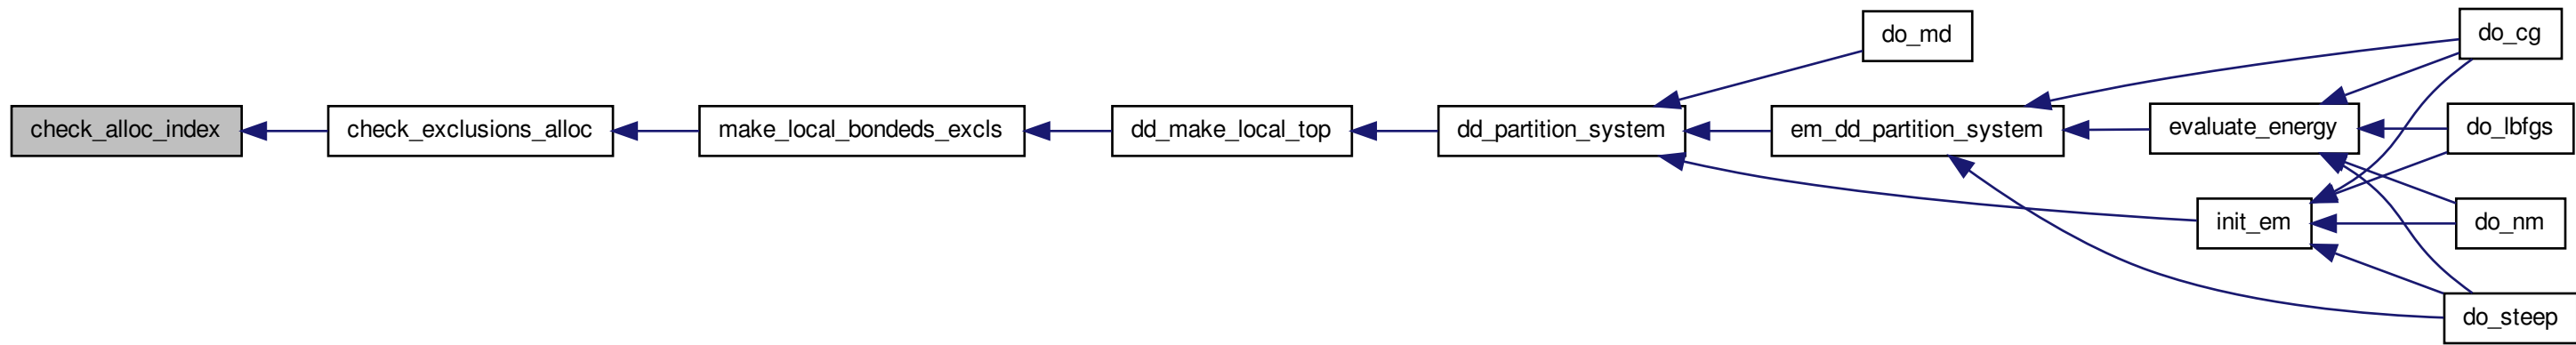 check_alloc_index
check_exclusions_alloc
make_local_bondeds_excls
dd_make_local_top
dd_partition_system
do_md
em_dd_partition_system
evaluate_energy
init_em
do_cg
do_lbfgs
do_nm
do_steep